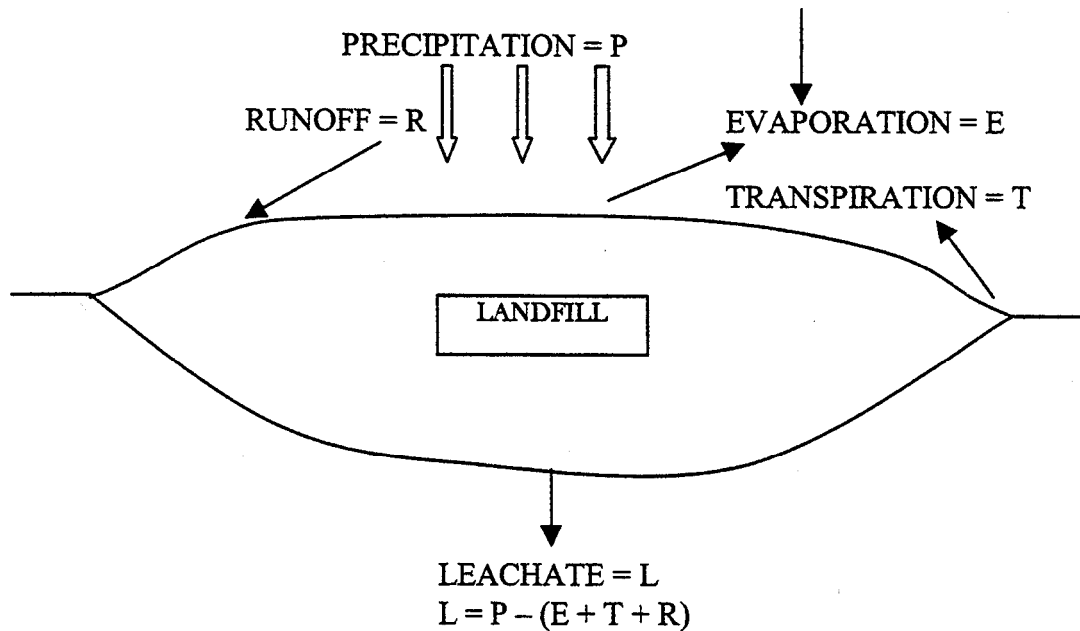 PRECIPITATION = P
RUNOFF = R
EVAPORATION = E
TRANSPIRATION = T
LANDFILL
LEACHATE = L
L = P – (E + T + R)